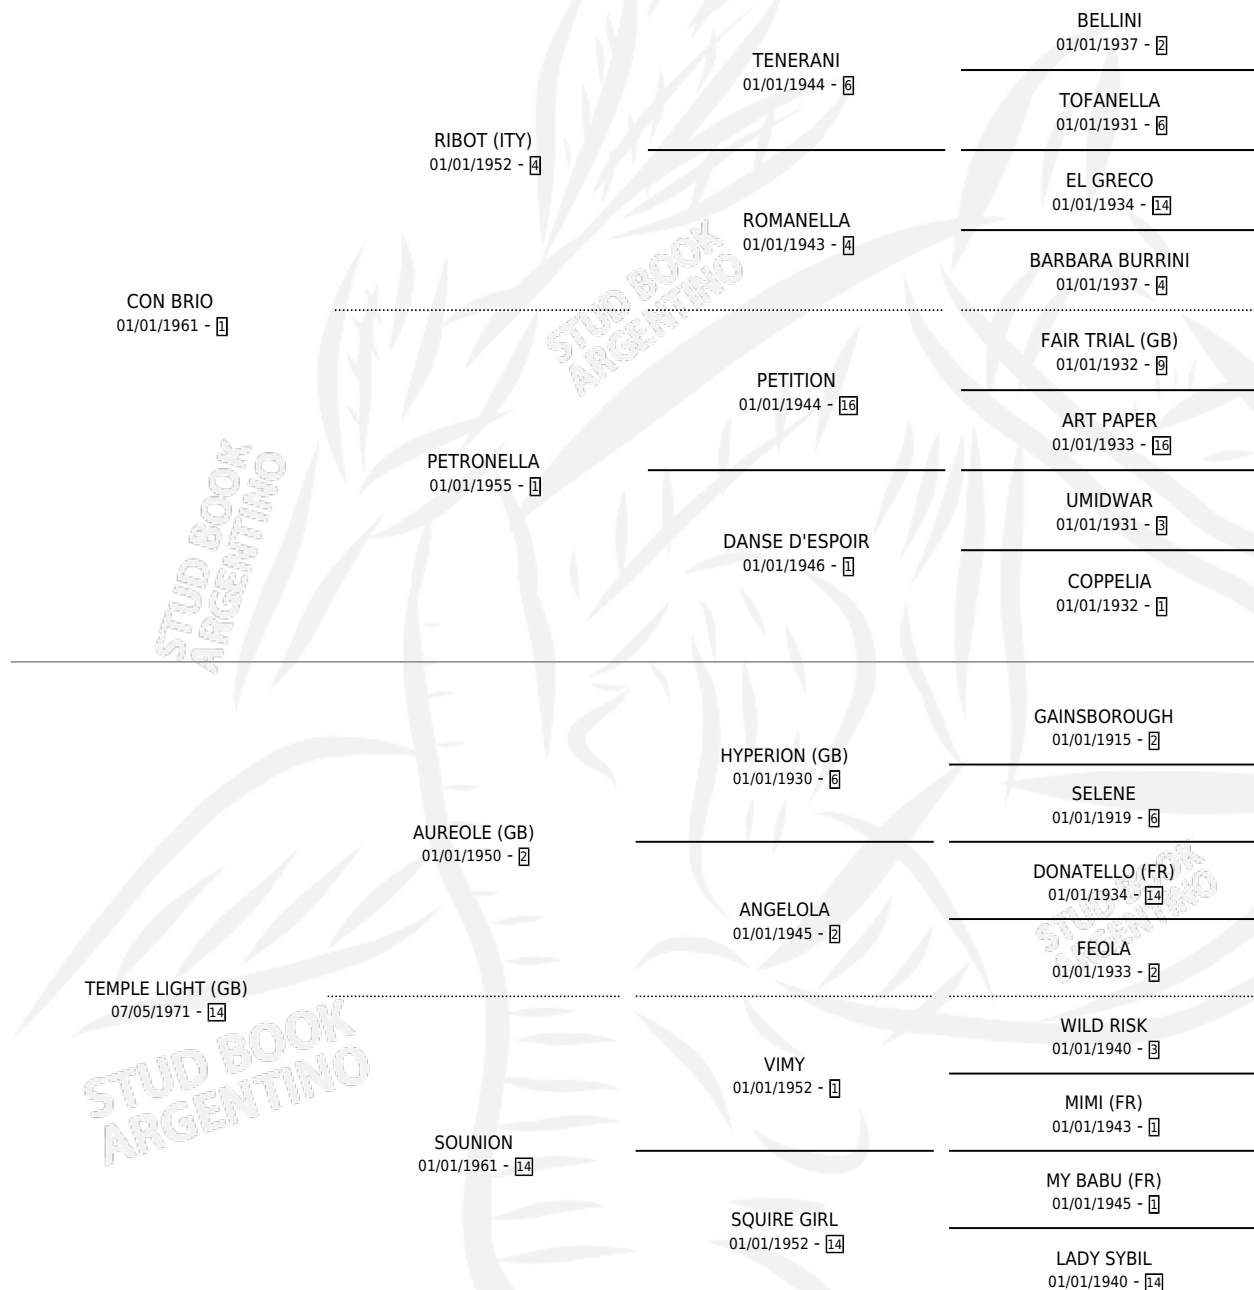 BELLINI
01/01/1937 - 2
TENERANI
01/01/1944 - 6
TOFANELLA
01/01/1931 - 6
RIBOT (ITY)
01/01/1952 - 4
EL GRECO
01/01/1934 - 14
ROMANELLA
01/01/1943 - 4
BARBARA BURRINI
01/01/1937 - 4
CON BRIO
01/01/1961 - 1
FAIR TRIAL (GB)
01/01/1932 - 9
PETITION
01/01/1944 - 16
ART PAPER
01/01/1933 - 16
PETRONELLA
01/01/1955 - 1
UMIDWAR
01/01/1931 - 3
DANSE D'ESPOIR
01/01/1946 - 1
COPPELIA
01/01/1932 - 1
STUD BOOK
ARGENTINO
STUD BOOK
ARGENTINO
GAINSBOROUGH
01/01/1915 - 2
HYPERION (GB)
01/01/1930 - 6
SELENE
01/01/1919 - 6
AUREOLE (GB)
01/01/1950 - 2
DONATELLO (FR)
01/01/1934 - 14
ANGELOLA
01/01/1945 - 2
FEOLA
01/01/1933 - 2
TEMPLE LIGHT (GB)
07/05/1971 - 14
WILD RISK
01/01/1940 - 3
VIMY
01/01/1952 - 1
MIMI (FR)
01/01/1943 - 1
SOUNION
01/01/1961 - 14
MY BABU (FR)
01/01/1945 - 1
SQUIRE GIRL
01/01/1952 - 14
LADY SYBIL
01/01/1940 - 14
STUD BOOK
ARGENTINO
STUD BOOK
ARGENTINO